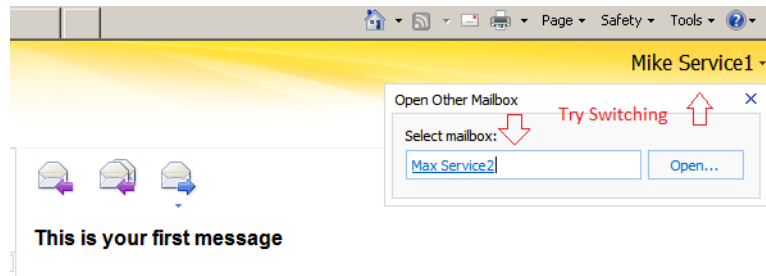 Page Safety Tools
Mike Service1
Open Other Mailbox
Try Switching
Select mailbox:
Max Service2 Open...
This is your first message